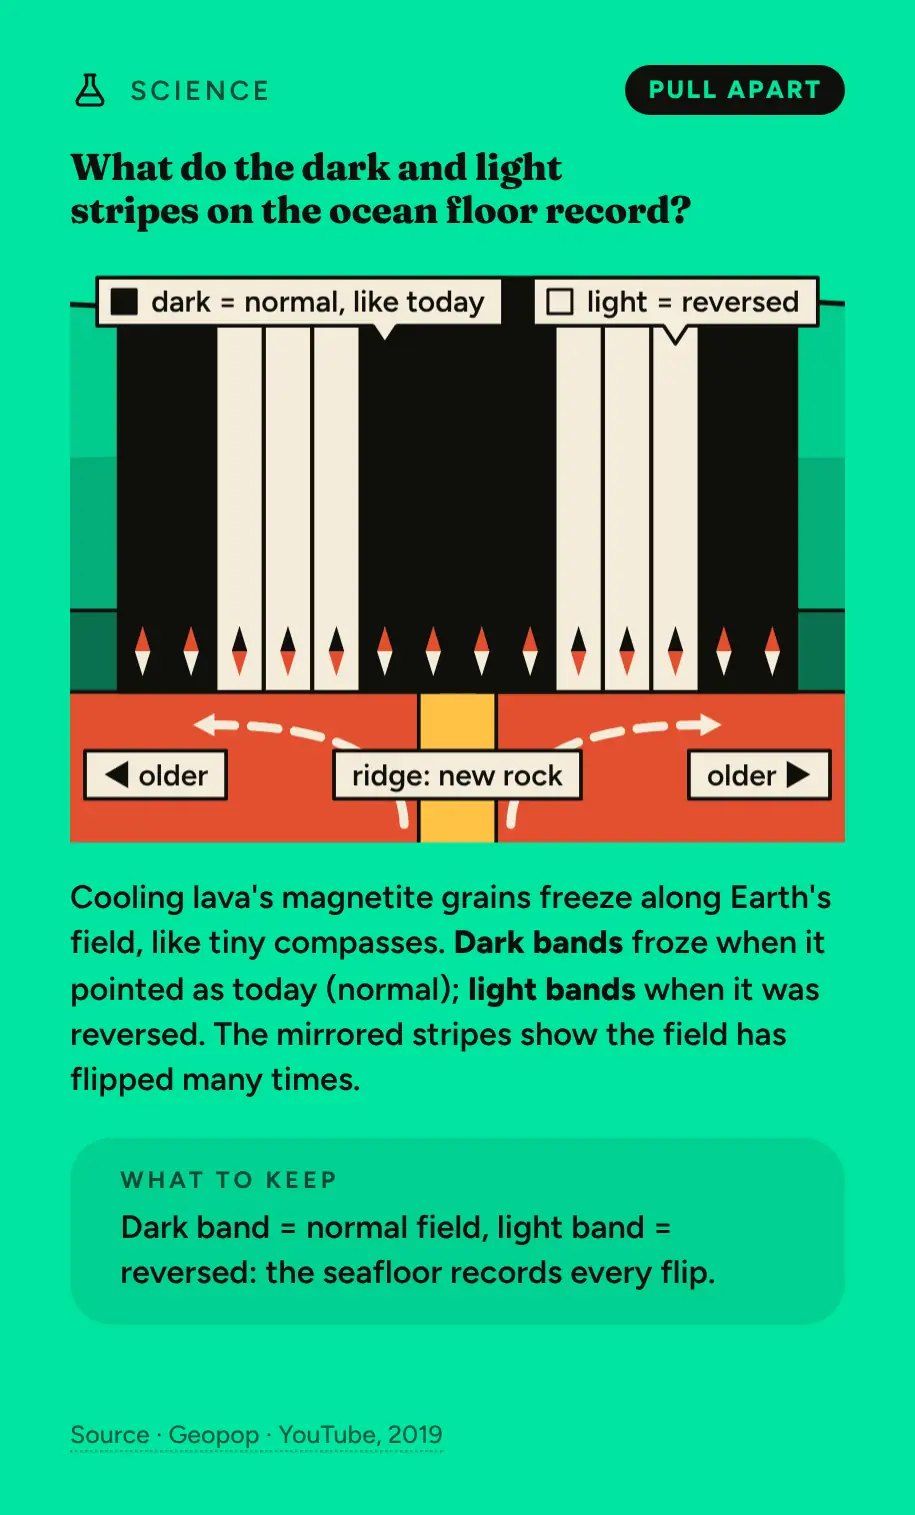 SCIENCE
PULL APART
What do the dark and light
stripes on the ocean floor record?
dark = normal, like today
light = reversed
older
ridge: new rock
older
Cooling lava's magnetite grains freeze along Earth's
field, like tiny compasses. Dark bands froze when it
pointed as today (normal); light bands when it was
reversed. The mirrored stripes show the field has
flipped many times.
WHAT TO KEEP
Dark band = normal field, light band =
reversed: the seafloor records every flip.
Source · Geopop · YouTube, 2019